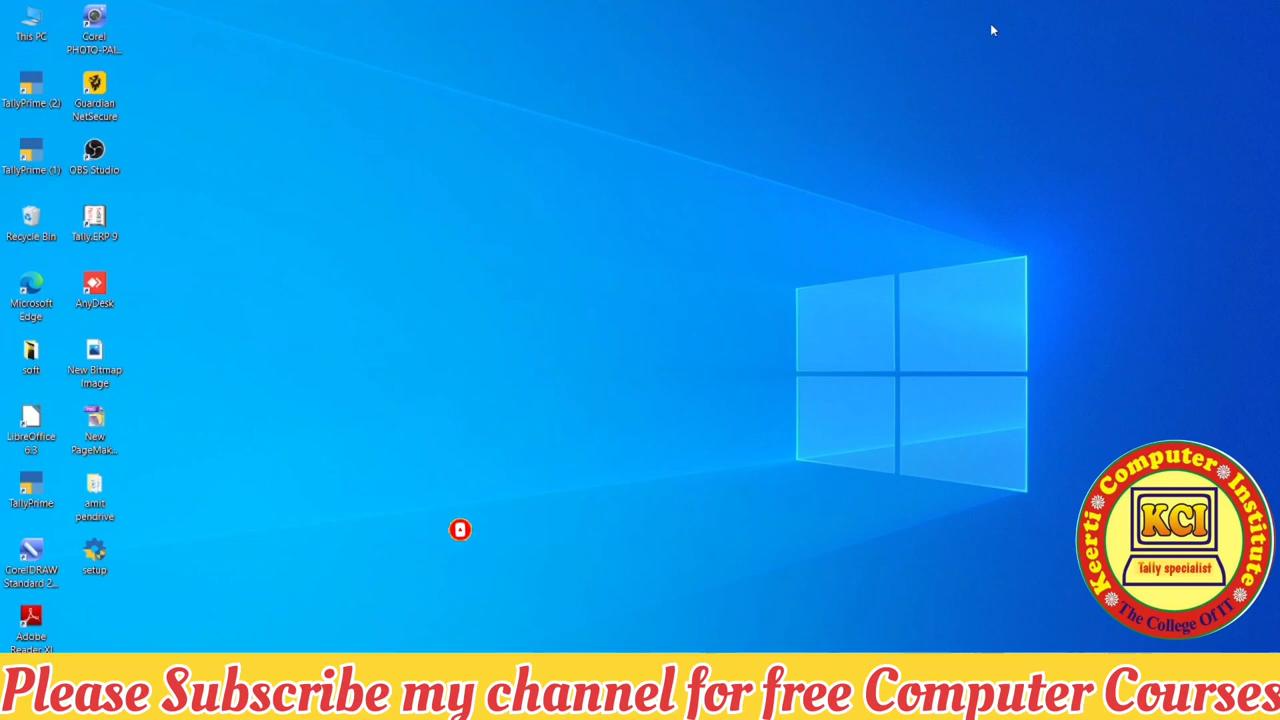 This PC
Corel
PHOTO-PAI...
TallyPrime (2)
Guardian
NetSecure
TallyPrime (1)
OBS Studio
Recycle Bin
Tally.ERP 9
Microsoft
Edge
AnyDesk
soft
New Bitmap
Image
LibreOffice
6.3
New
PageMak...
TallyPrime
amit
pendrive
CorelDRAW
Standard 2...
setup
Adobe
Reader XI
Keerti Computer Institute
KCI
Tally specialist
The College Of IT
Please Subscribe my channel for free Computer Courses